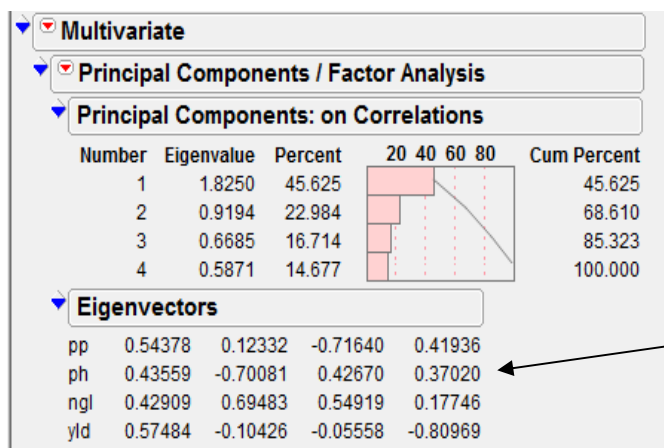 Multivariate
Principal Components / Factor Analysis
Principal Components: on Correlations
Number Eigenvalue Percent 20 40 60 80 Cum Percent
1 1.8250 45.625 45.625
2 0.9194 22.984 68.610
3 0.6685 16.714 85.323
4 0.5871 14.677 100.000
Eigenvectors
pp 0.54378 0.12332 -0.71640 0.41936
ph 0.43559 -0.70081 0.42670 0.37020
ngl 0.42909 0.69483 0.54919 0.17746
yld 0.57484 -0.10426 -0.05558 -0.80969